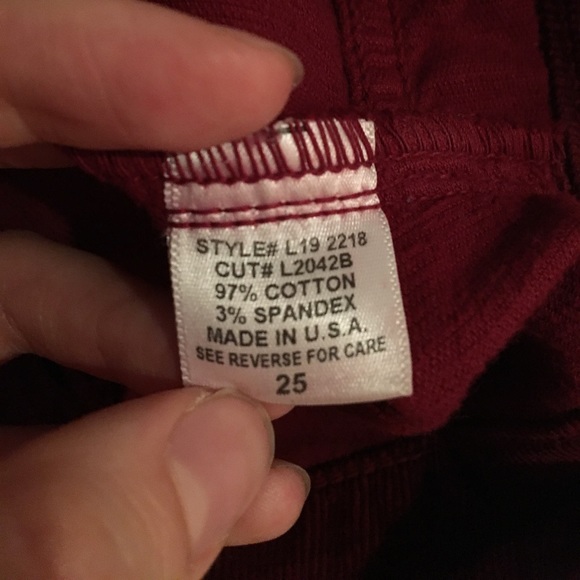 STYLE# L19 2218
CUT# L2042B
97% COTTON
3% SPANDEX
MADE IN U.S.A.
SEE REVERSE FOR CARE
25